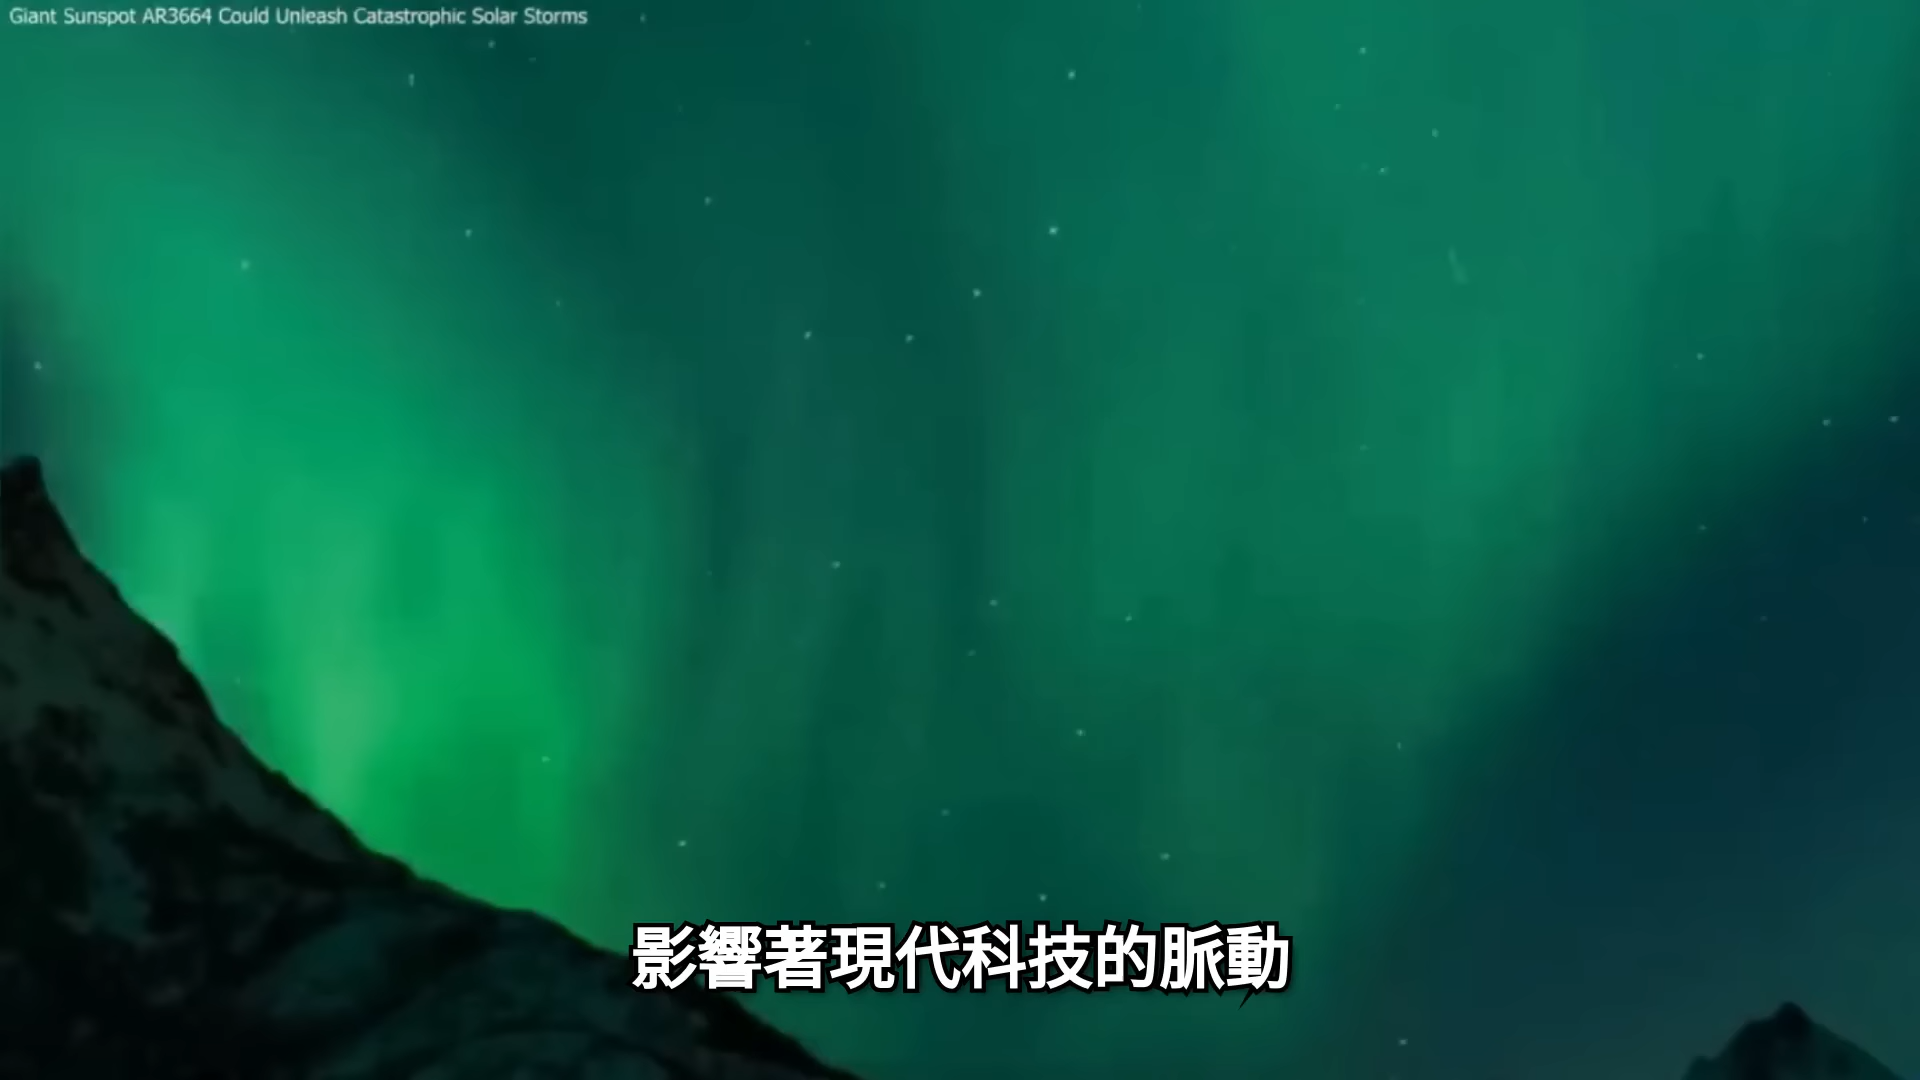 Giant Sunspot AR3664 Could Unleash Catastrophic Solar Storms
影響著現代科技的脈動